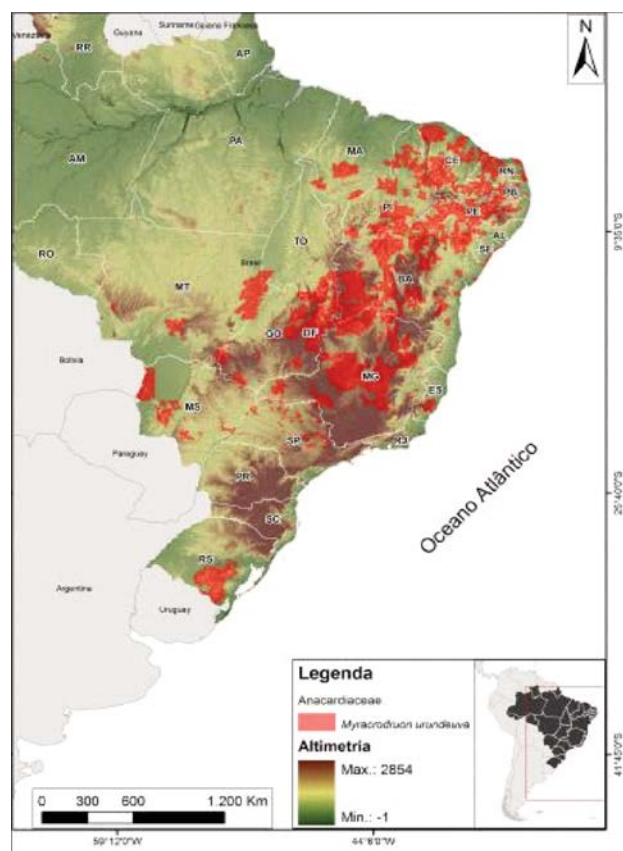 Venezuela
Guyana
Suriname
Guiana Francesa
N
RR
AP
AM
PA
MA
CE
RN
PB
PI
PE
AL
SE
TO
RO
MT
Brasil
BA
GO
DF
Bolivia
MG
ES
MS
SP
RJ
Paraguay
PR
SC
RS
Argentina
Uruguay
Oceano Atlântico
9°35'0"S
25°40'0"S
41°45'0"S
Legenda
Anacardiaceae
Myracrodruon urundeuva
Altimetria
Max.: 2854
Min.: -1
0 300 600 1.200 Km
59°12'0"W
44°6'0"W